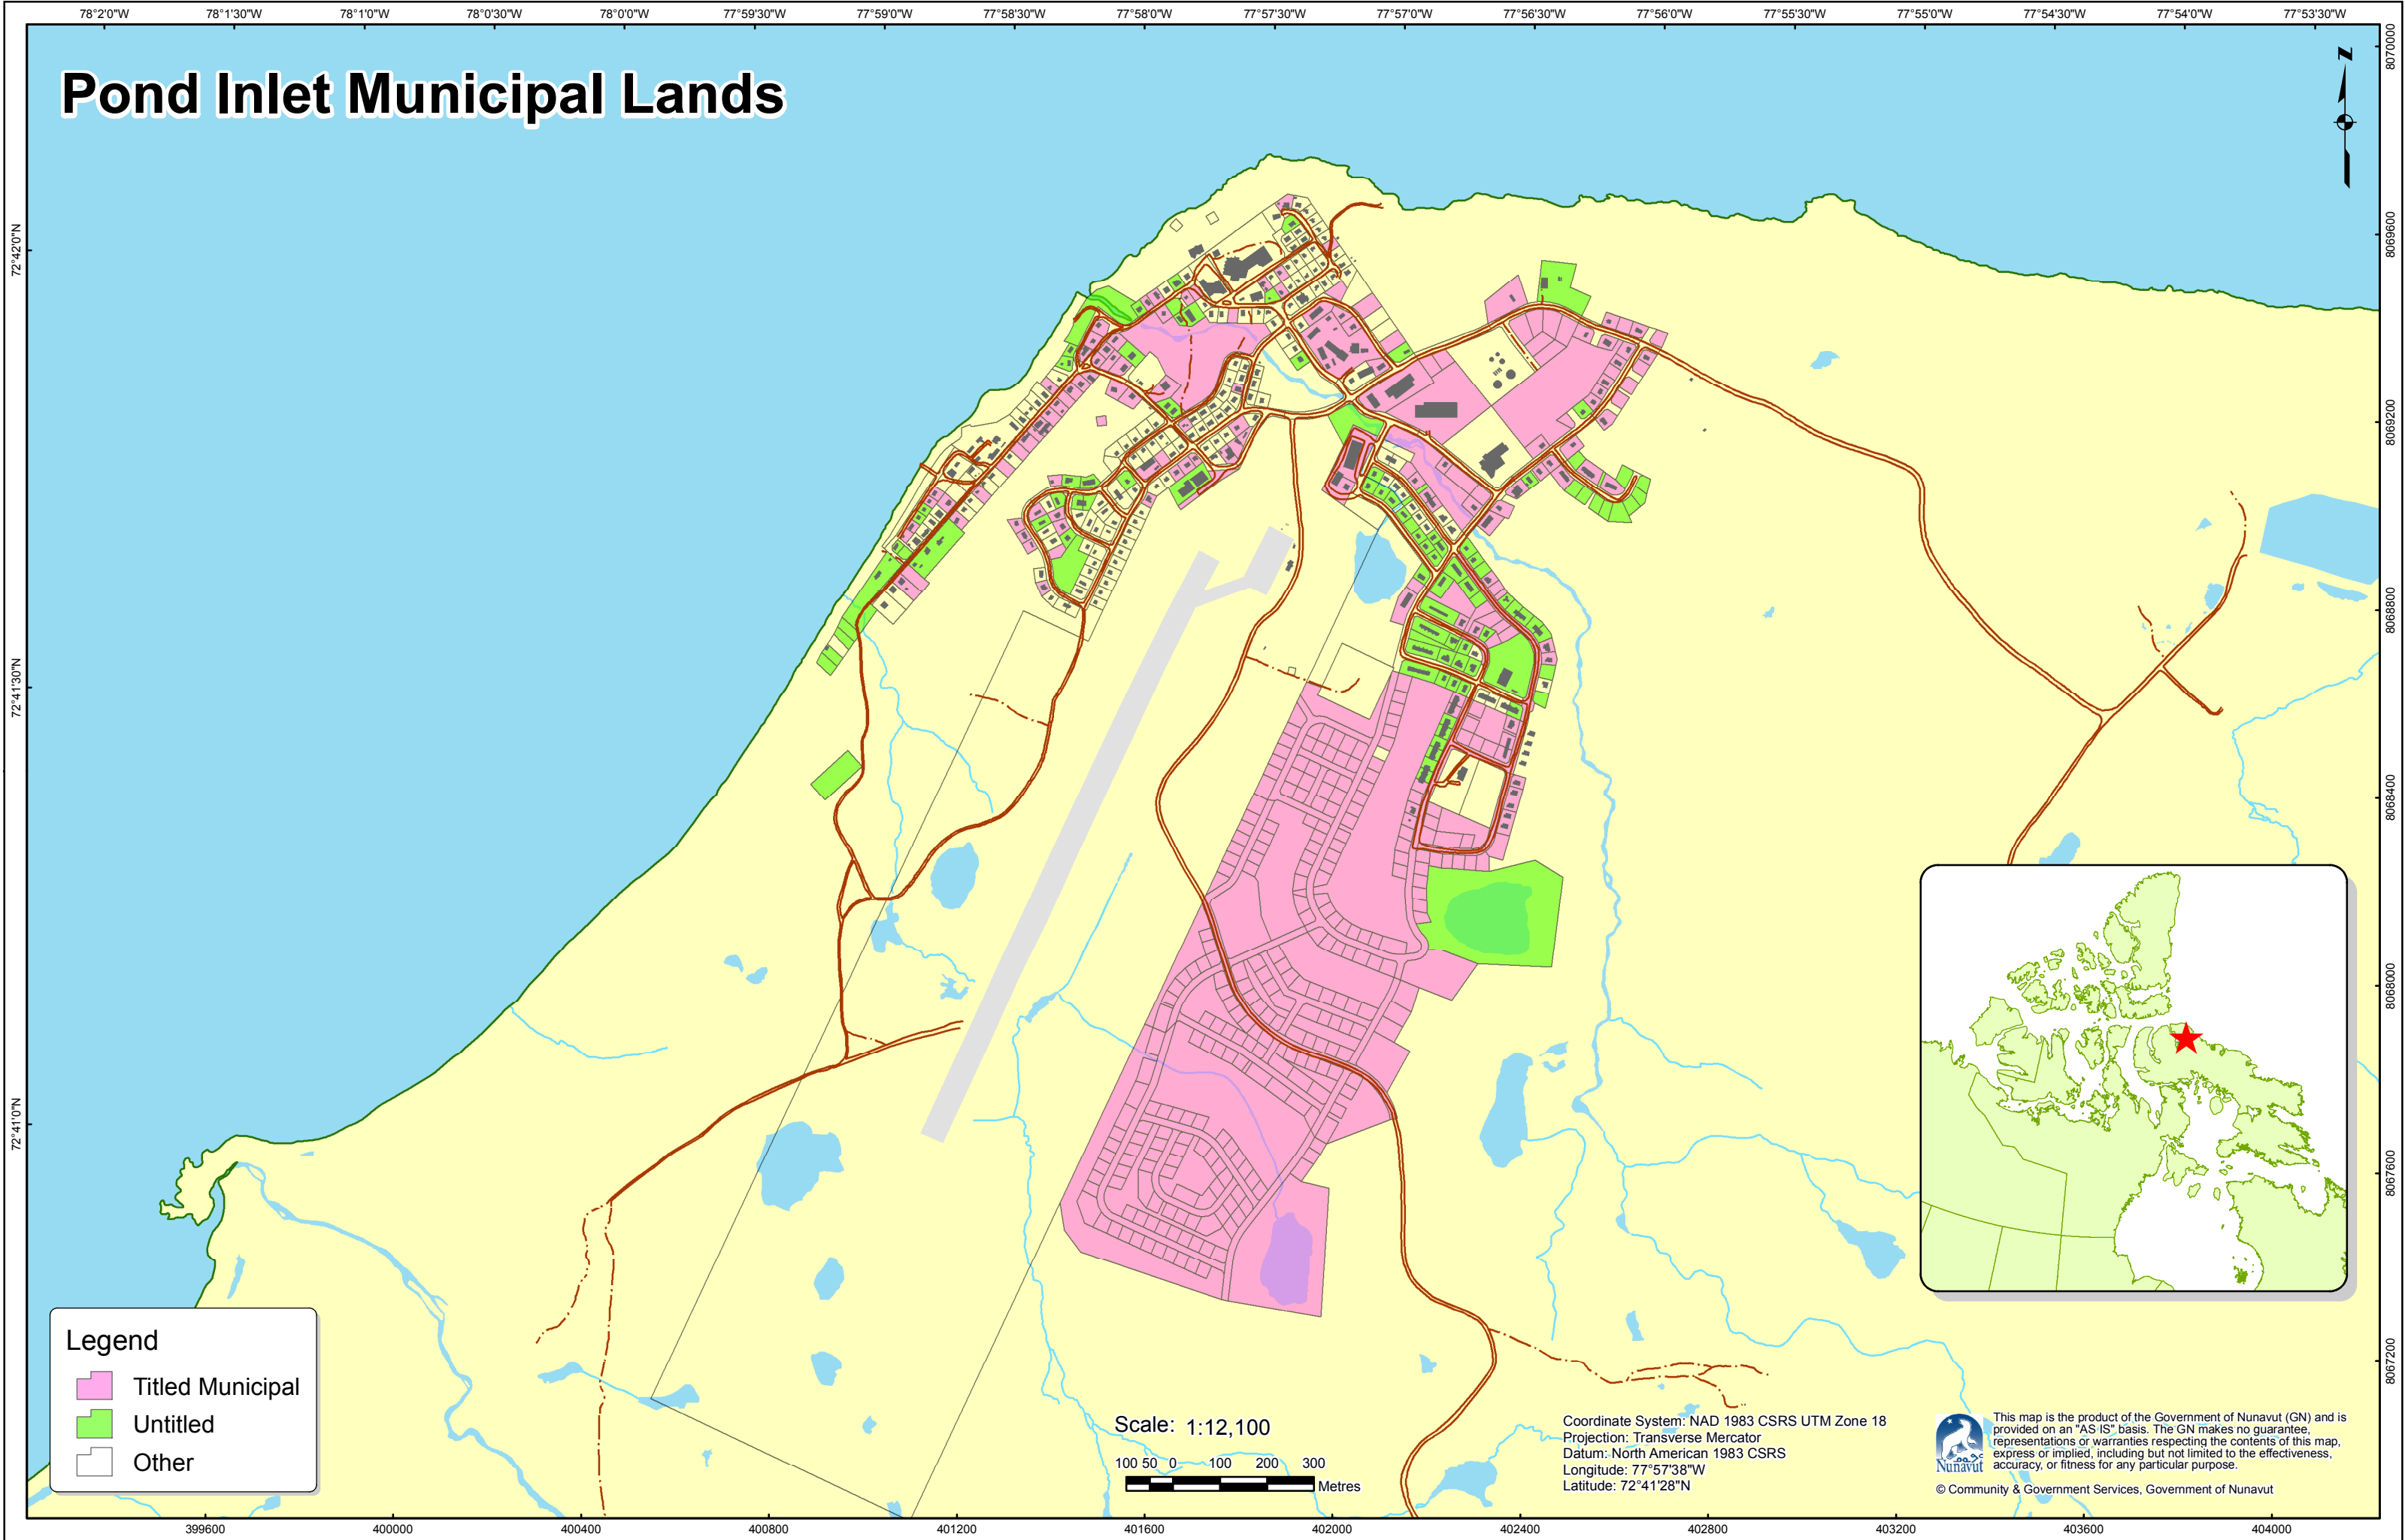 78°2'0"W 78°1'30"W 78°1'0"W 78°0'30"W 78°0'0"W 77°59'30"W 77°59'0"W 77°58'30"W 77°58'0"W 77°57'30"W 77°57'0"W 77°56'30"W 77°56'0"W 77°55'30"W 77°55'0"W 77°54'30"W 77°54'0"W 77°53'30"W
Pond Inlet Municipal Lands
N
8070000
72°42'0"N
8069600
8069200
8068800
72°41'30"N
8068400
8068000
72°41'0"N
8067600
8067200
Legend
Titled Municipal
Untitled
Other
Scale: 1:12,100
100 50 0 100 200 300
Metres
Coordinate System: NAD 1983 CSRS UTM Zone 18
Projection: Transverse Mercator
Datum: North American 1983 CSRS
Longitude: 77°57'38"W
Latitude: 72°41'28"N
Nunavut
This map is the product of the Government of Nunavut (GN) and is
provided on an "AS IS" basis. The GN makes no guarantee,
representations or warranties respecting the contents of this map,
express or implied, including but not limited to the effectiveness,
accuracy, or fitness for any particular purpose.
© Community & Government Services, Government of Nunavut
399600 400000 400400 400800 401200 401600 402000 402400 402800 403200 403600 404000